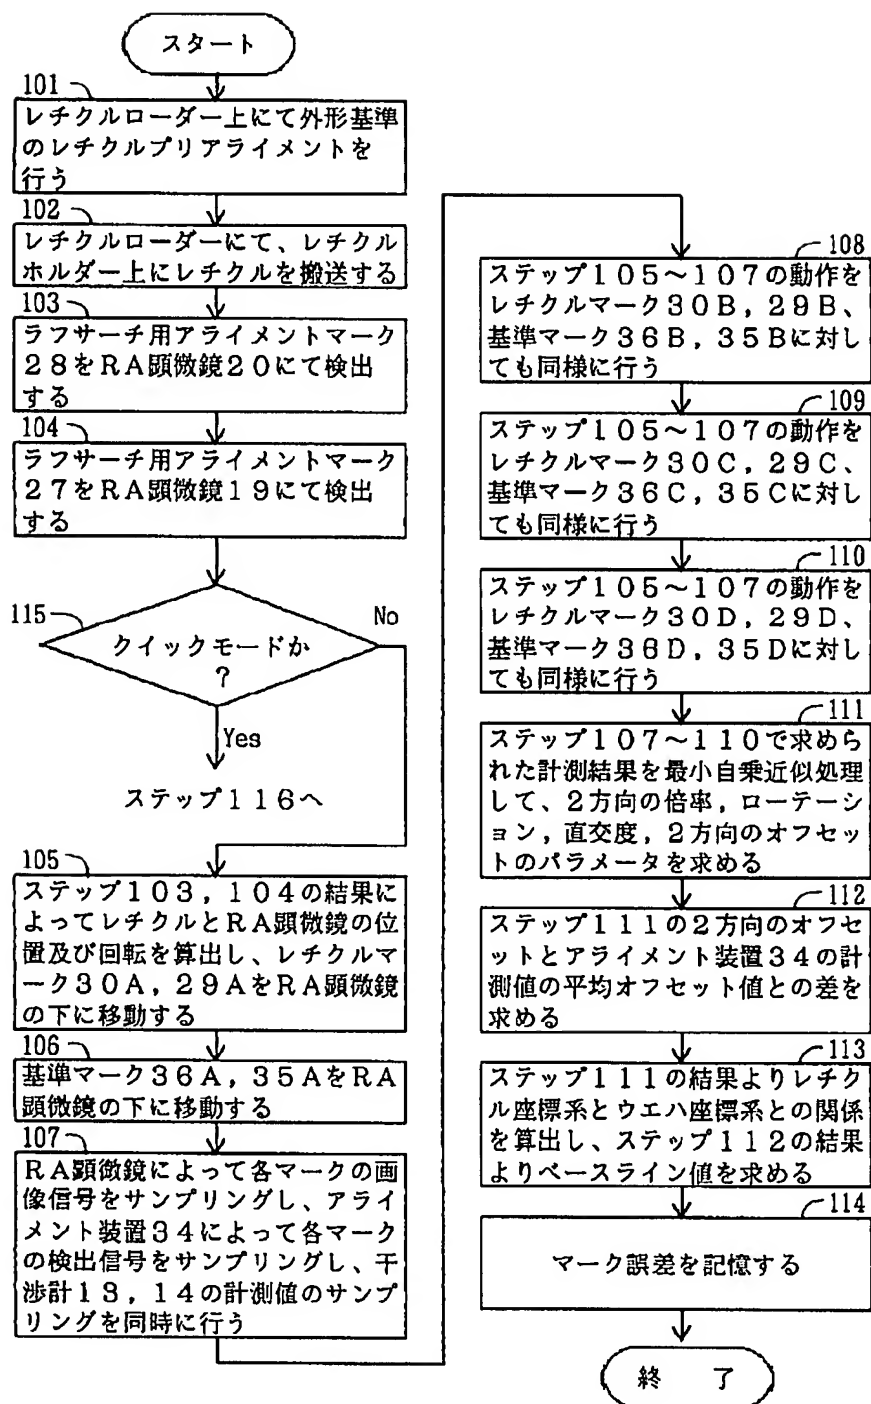 スタート
101
レチクルローダー上にて外形基準
のレチクルプリアライメントを
行う
102
レチクルローダーにて、レチクル
ホルダー上にレチクルを搬送する
103
ラフサーチ用アライメントマーク
28をRA顕微鏡20にて検出
する
104
ラフサーチ用アライメントマーク
27をRA顕微鏡19にて検出
する
115
クイックモードか
?
No
Yes
ステップ116へ
105
ステップ103,104の結果に
よってレチクルとRA顕微鏡の位
置及び回転を算出し、レチクルマ
ーク30A,29AをRA顕微鏡
の下に移動する
106
基準マーク36A,35AをRA
顕微鏡の下に移動する
107
RA顕微鏡によって各マークの画
像信号をサンプリングし、アライ
メント装置34によって各マーク
の検出信号をサンプリングし、干
渉計13,14の計測値のサンプ
リングを同時に行う
108
ステップ105~107の動作を
レチクルマーク30B,29B、
基準マーク36B,35Bに対し
ても同様に行う
109
ステップ105~107の動作を
レチクルマーク30C,29C、
基準マーク36C,35Cに対し
ても同様に行う
110
ステップ105~107の動作を
レチクルマーク30D,29D、
基準マーク36D,35Dに対し
ても同様に行う
111
ステップ107~110で求めら
れた計測結果を最小自乗近似処理
して、2方向の倍率,ローテーシ
ョン,直交度,2方向のオフセッ
トのパラメータを求める
112
ステップ111の2方向のオフセ
ットとアライメント装置34の計
測値の平均オフセット値との差を
求める
113
ステップ111の結果よりレチク
ル座標系とウエハ座標系との関係
を算出し、ステップ112の結果
よりベースライン値を求める
114
マーク誤差を記憶する
終 了